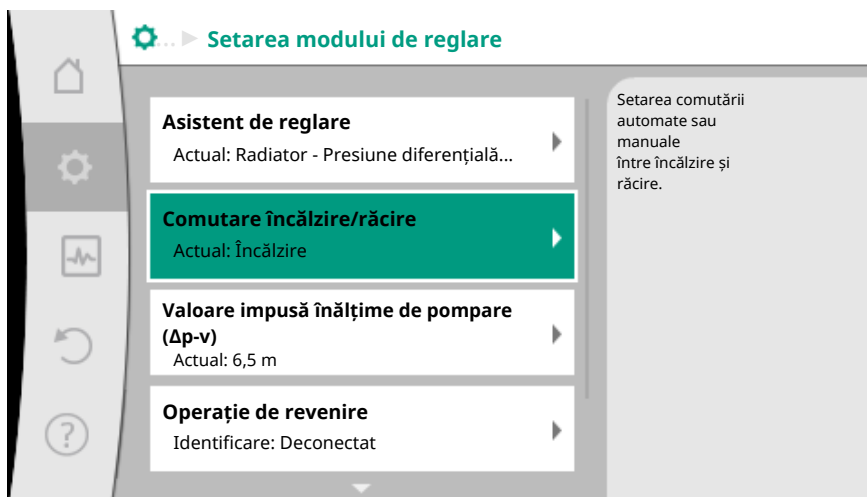 ... Setarea modului de reglare
Asistent de reglare
Actual: Radiator - Presiune diferențială...
Comutare încălzire/răcire
Actual: Încălzire
Valoare impusă înălțime de pompare
(Δp-v)
Actual: 6,5 m
Operație de revenire
Identificare: Deconectat
Setarea comutării
automate sau
manuale
între încălzire și
răcire.
?